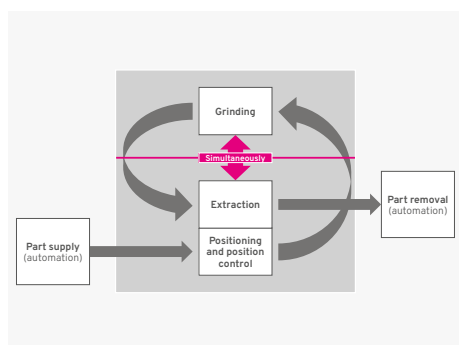 Grinding
Simultaneously
Extraction
Part removal
(automation)
Part supply
(automation)
Positioning
and position
control